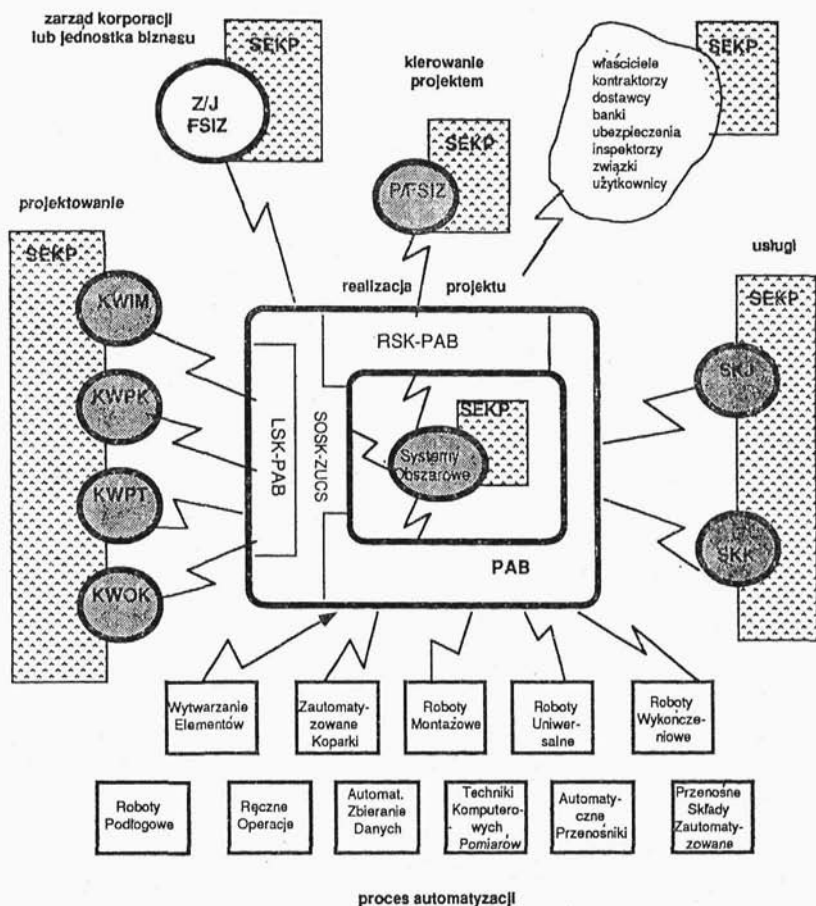 zarząd korporacji
lub jednostka biznasu
SEKP
Z/J
FSIZ
kierowanie
projektem
SEKP
P/FSIZ
SEKP
właściciele
kontraktorzy
dostawcy
banki
ubezpieczenia
inspektorzy
związki
użytkownicy
projektowanie
SEKP
KWIM
KWPK
KWPT
KWOK
usługi
SEKP
SKJ
SKK
realizacja projektu
RSK-PAB
LSK-PAB
SOSK-ZUCS
SEKP
Systemy
Obszarowe
PAB
Wytwarzanie
Elementów
Zautomaty-
zowane
Koparki
Roboty
Montażowe
Roboty
Uniwer-
salne
Roboty
Wykończe-
niowe
Roboty
Podłogowe
Ręczne
Operacje
Automat.
Zbieranie
Danych
Techniki
Komputero-
wych
Pomiarów
Automaty-
czne
Przenośniki
Przenośne
Składy
Zautomaty-
zowane
proces automatyzacji